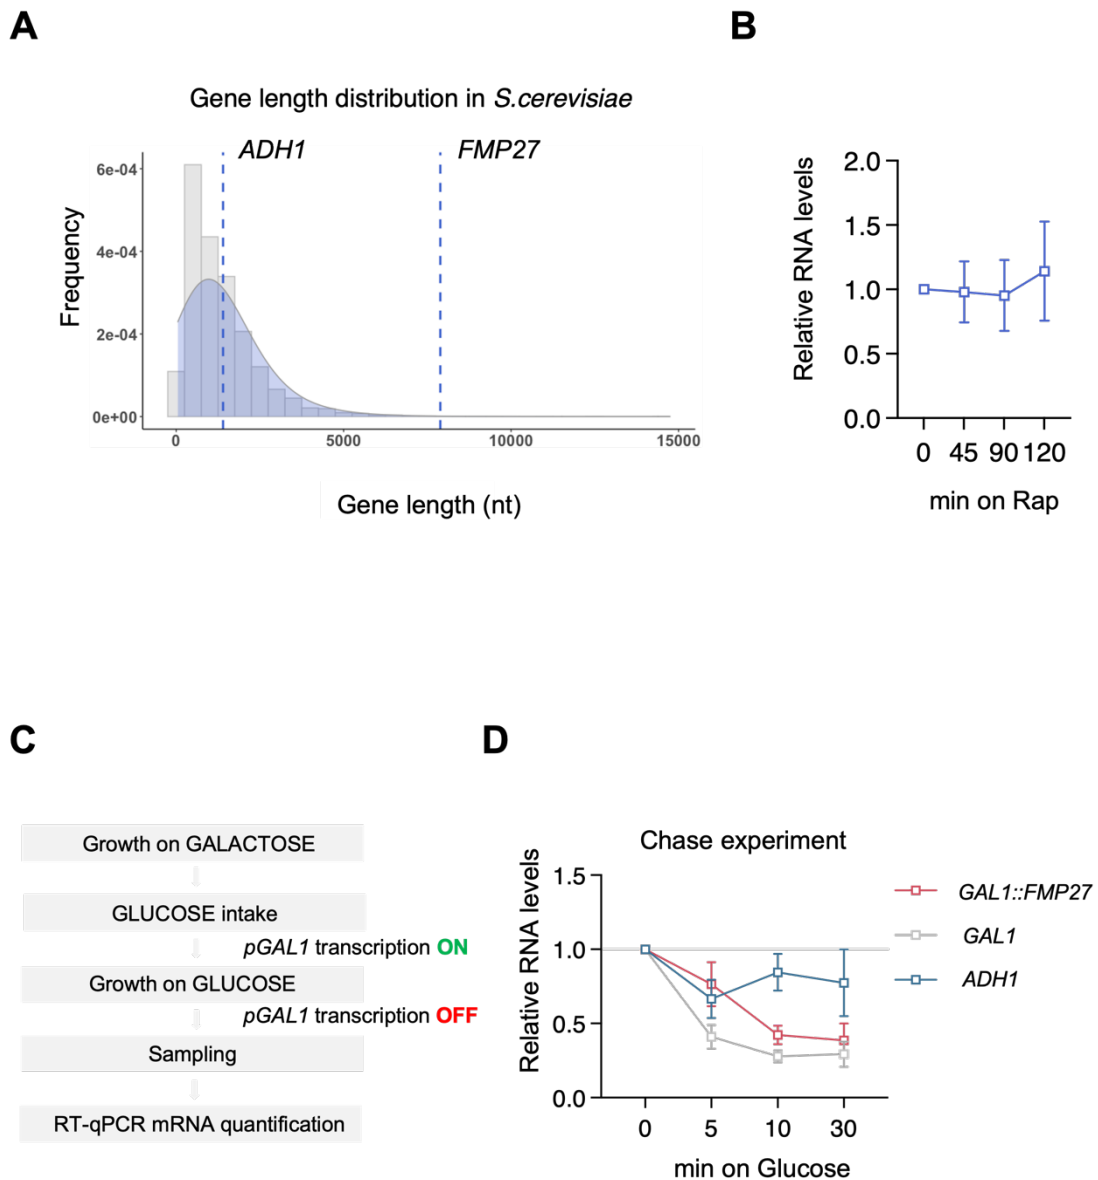 A
Gene length distribution in S.cerevisiae
ADH1
FMP27
6e-04
4e-04
2e-04
0e+00
Frequency
0
5000
10000
15000
Gene length (nt)
B
2.0
1.5
1.0
0.5
0.0
Relative RNA levels
0 45 90 120
min on Rap
C
Growth on GALACTOSE
GLUCOSE intake
pGAL1 transcription ON
Growth on GLUCOSE
pGAL1 transcription OFF
Sampling
RT-qPCR mRNA quantification
D
Chase experiment
1.5
1.0
0.5
0.0
Relative RNA levels
0 5 10 30
min on Glucose
GAL1::FMP27
GAL1
ADH1